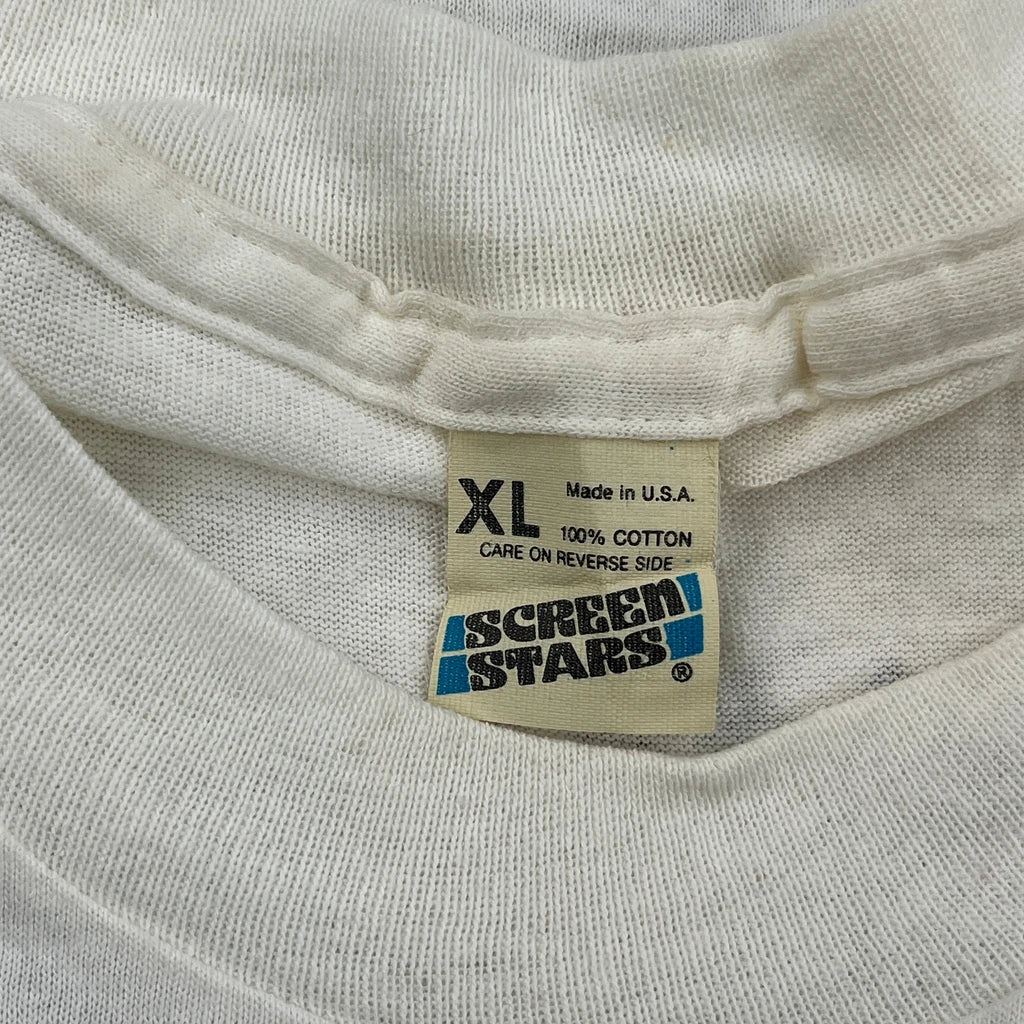 XL Made in U.S.A.
100% COTTON
CARE ON REVERSE SIDE
SCREEN
STARS ®